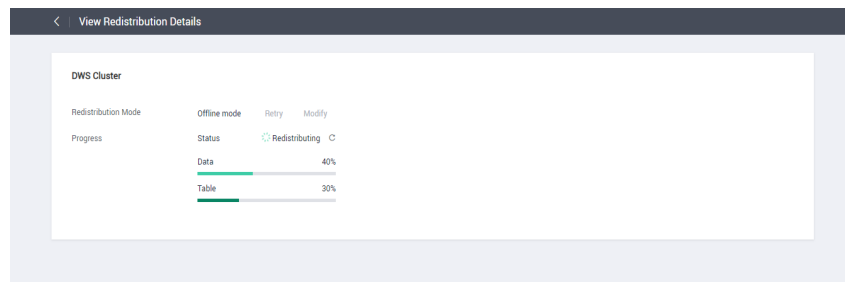 View Redistribution Details
DWS Cluster
Redistribution Mode Offline mode Retry Modify
Progress Status Redistributing
Data 40%
Table 30%